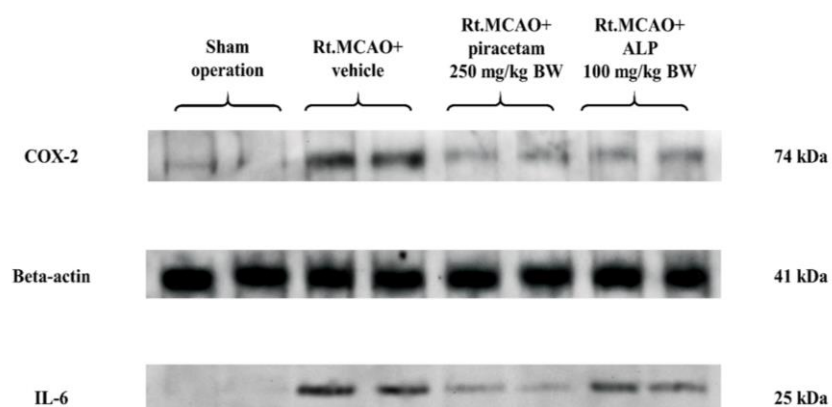 Sham
operation
Rt.MCAO+
vehicle
Rt.MCAO+
piracetam
250 mg/kg BW
Rt.MCAO+
ALP
100 mg/kg BW
COX-2
74 kDa
Beta-actin
41 kDa
IL-6
25 kDa